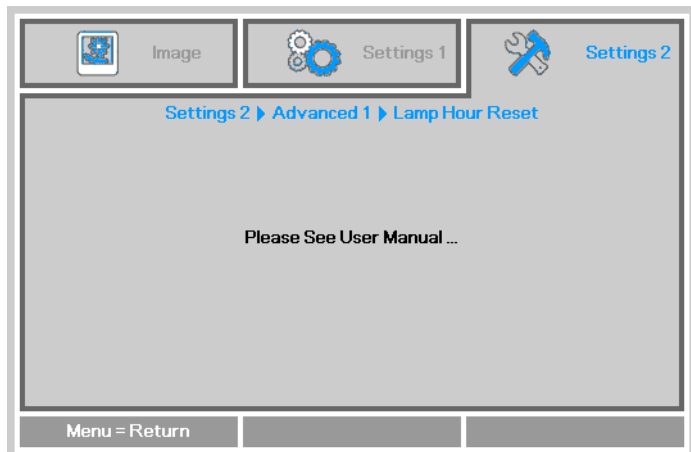 Image
Settings 1
Settings 2
Settings 2 ▶ Advanced 1 ▶ Lamp Hour Reset
Please See User Manual ...
Menu = Return